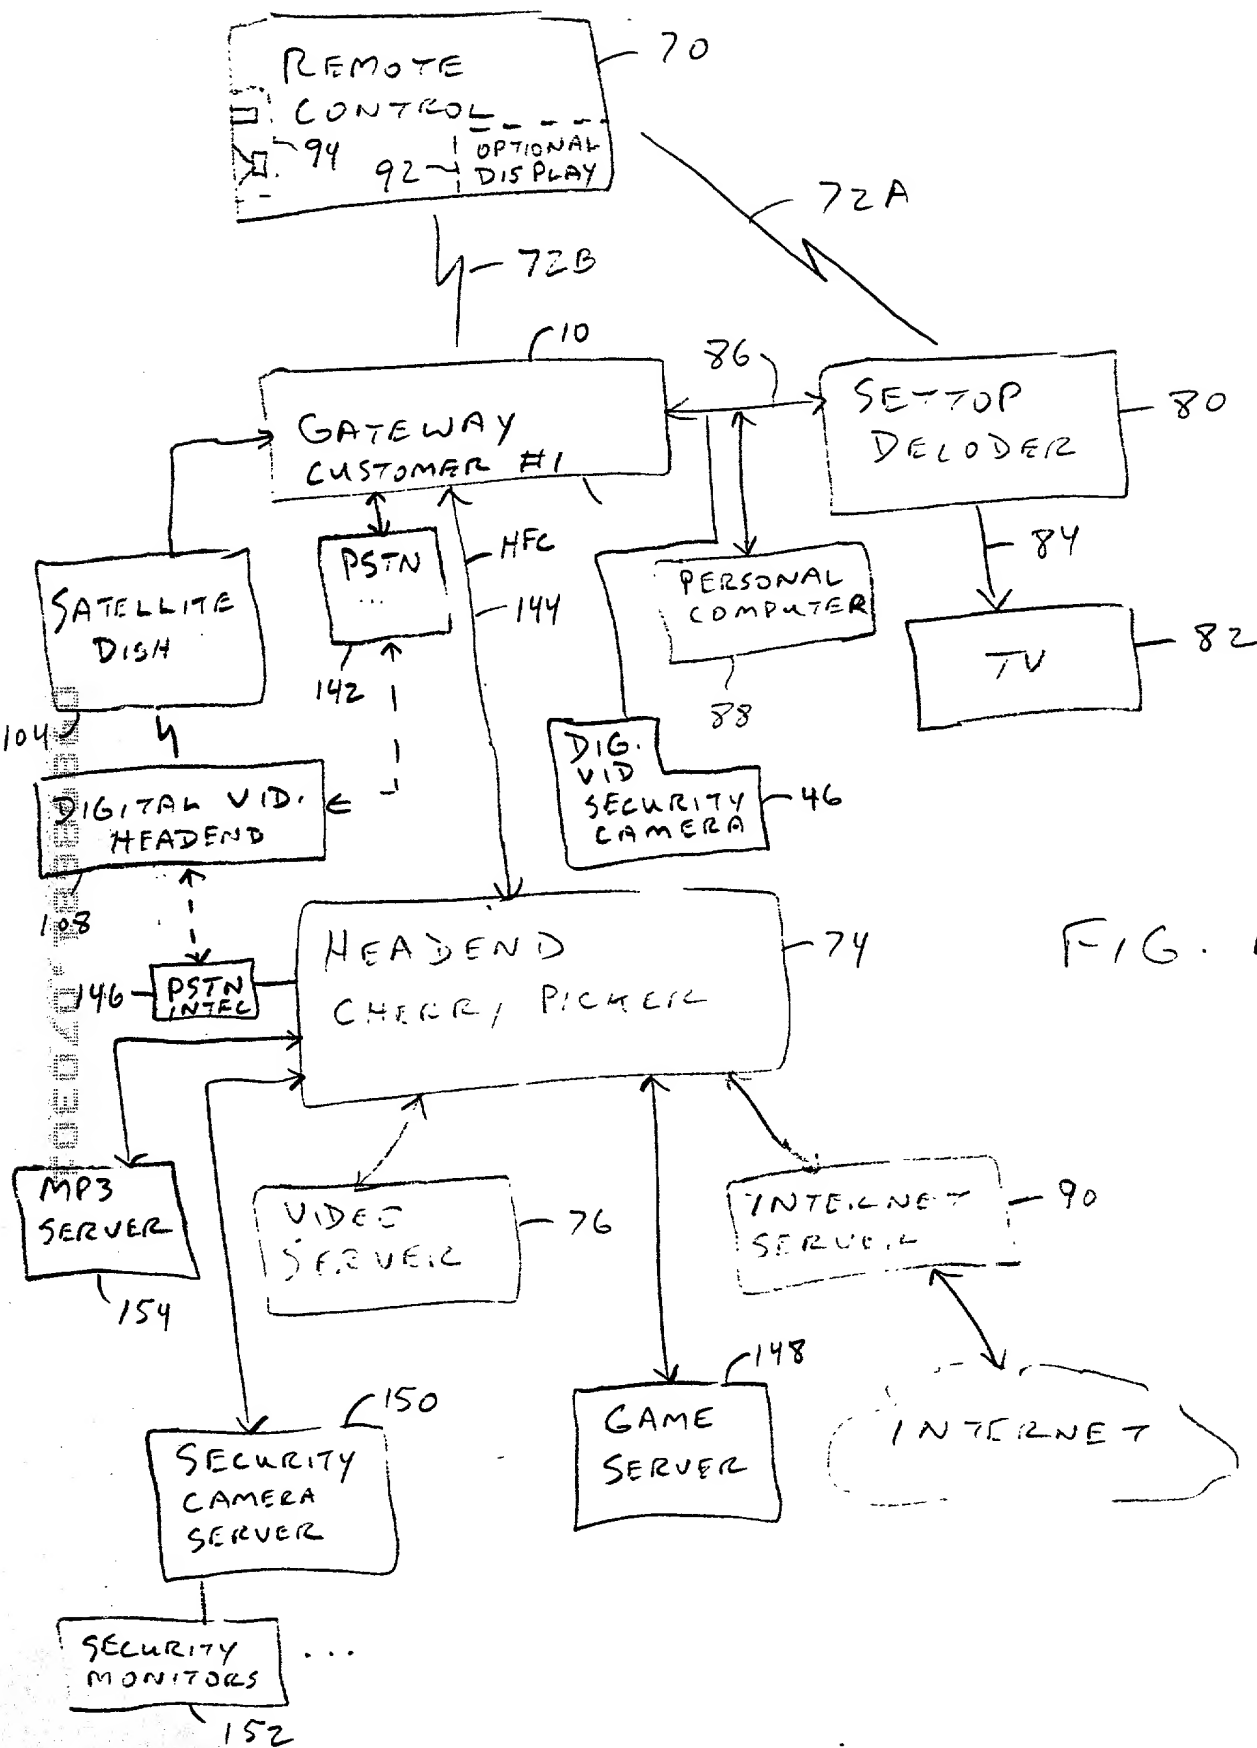 REMOTE
CONTROL
70
94
92
OPTIONAL
DISPLAY
72A
72B
10
86
GATEWAY
CUSTOMER #1
SETTOP
DECODER
80
PSTN
...
HFC
144
84
SATELLITE
DISH
PERSONAL
COMPUTER
TV
82
142
88
104
DIGITAL VID.
HEADEND
DIG.
VID
SECURITY
CAMERA
46
108
HEADEND
CHERRY PICKER
74
FIG.
146
PSTN
MP3
SERVER
154
VIDEO
SERVER
76
INTERNET
SERVER
90
148
150
GAME
SERVER
INTERNET
SECURITY
CAMERA
SERVER
SECURITY
MONITORS
...
152